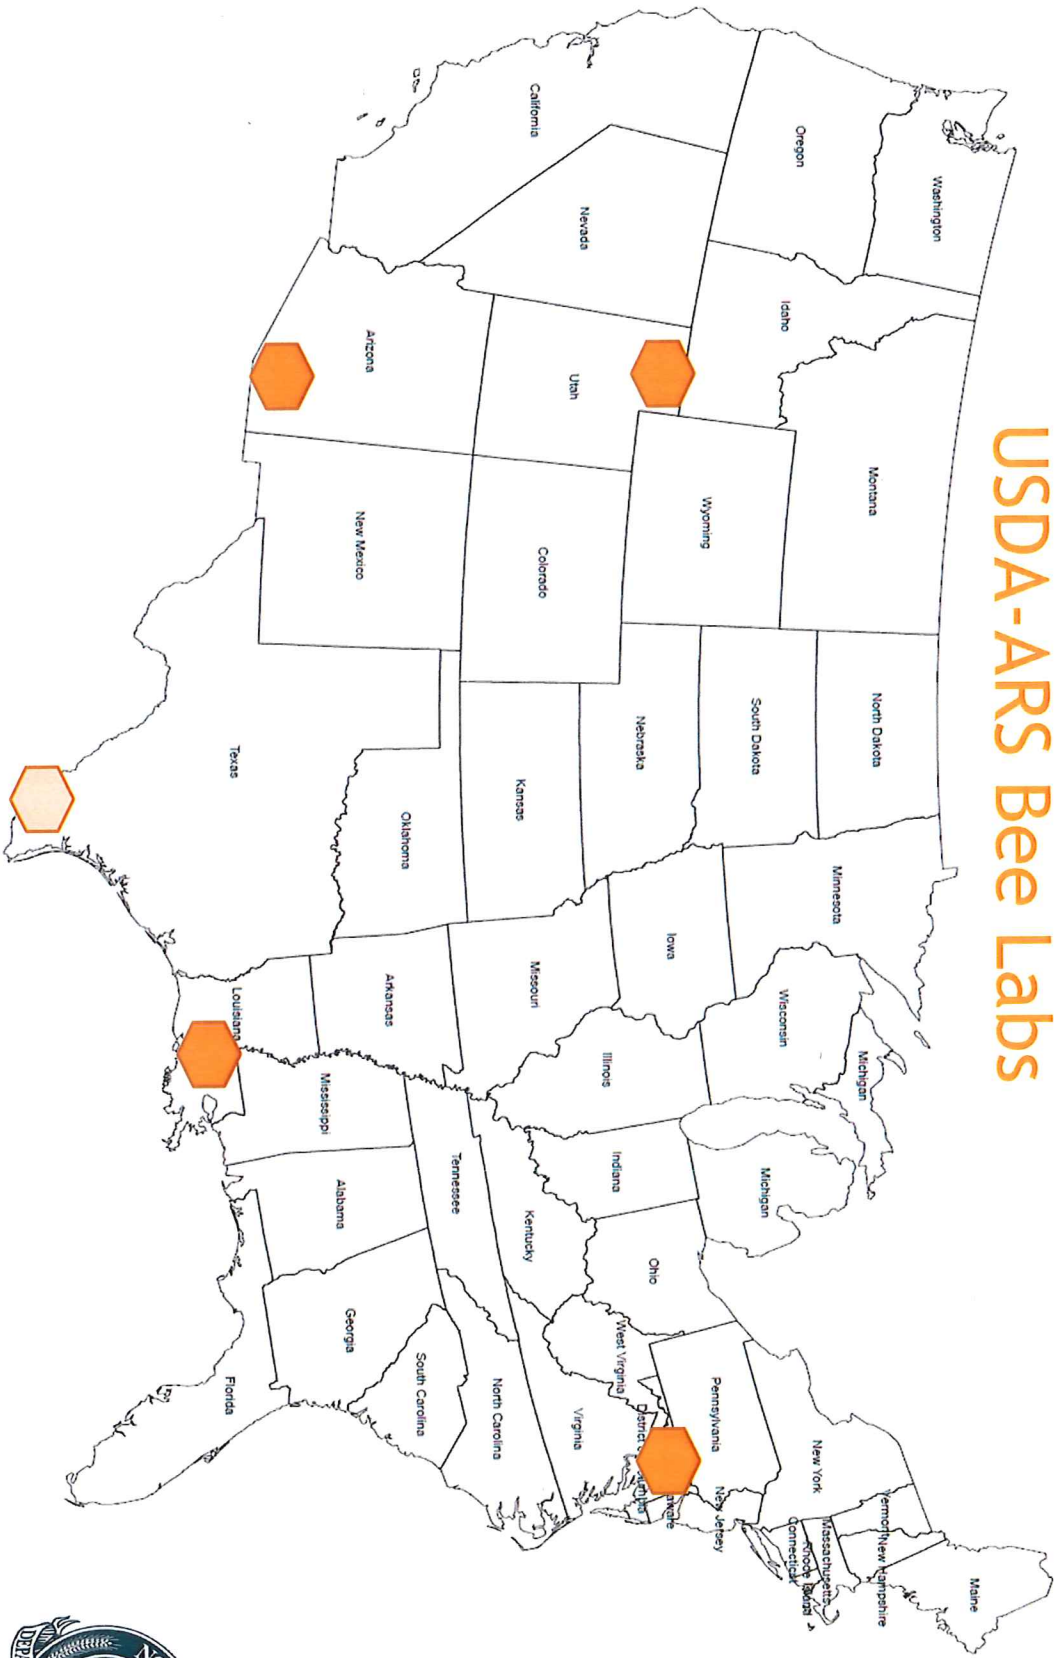 USDA-ARS Bee Labs
Washington
Oregon
California
Nevada
Idaho
Montana
Wyoming
Utah
Arizona
Colorado
New Mexico
North Dakota
South Dakota
Nebraska
Kansas
Oklahoma
Texas
Minnesota
Iowa
Missouri
Arkansas
Louisiana
Wisconsin
Michigan
Michigan
Illinois
Indiana
Ohio
Kentucky
Tennessee
Mississippi
Alabama
Georgia
Florida
South Carolina
North Carolina
Virginia
West Virginia
Pennsylvania
New York
New Jersey
Connecticut
Massachusetts
Vermont
New Hampshire
Maine
District